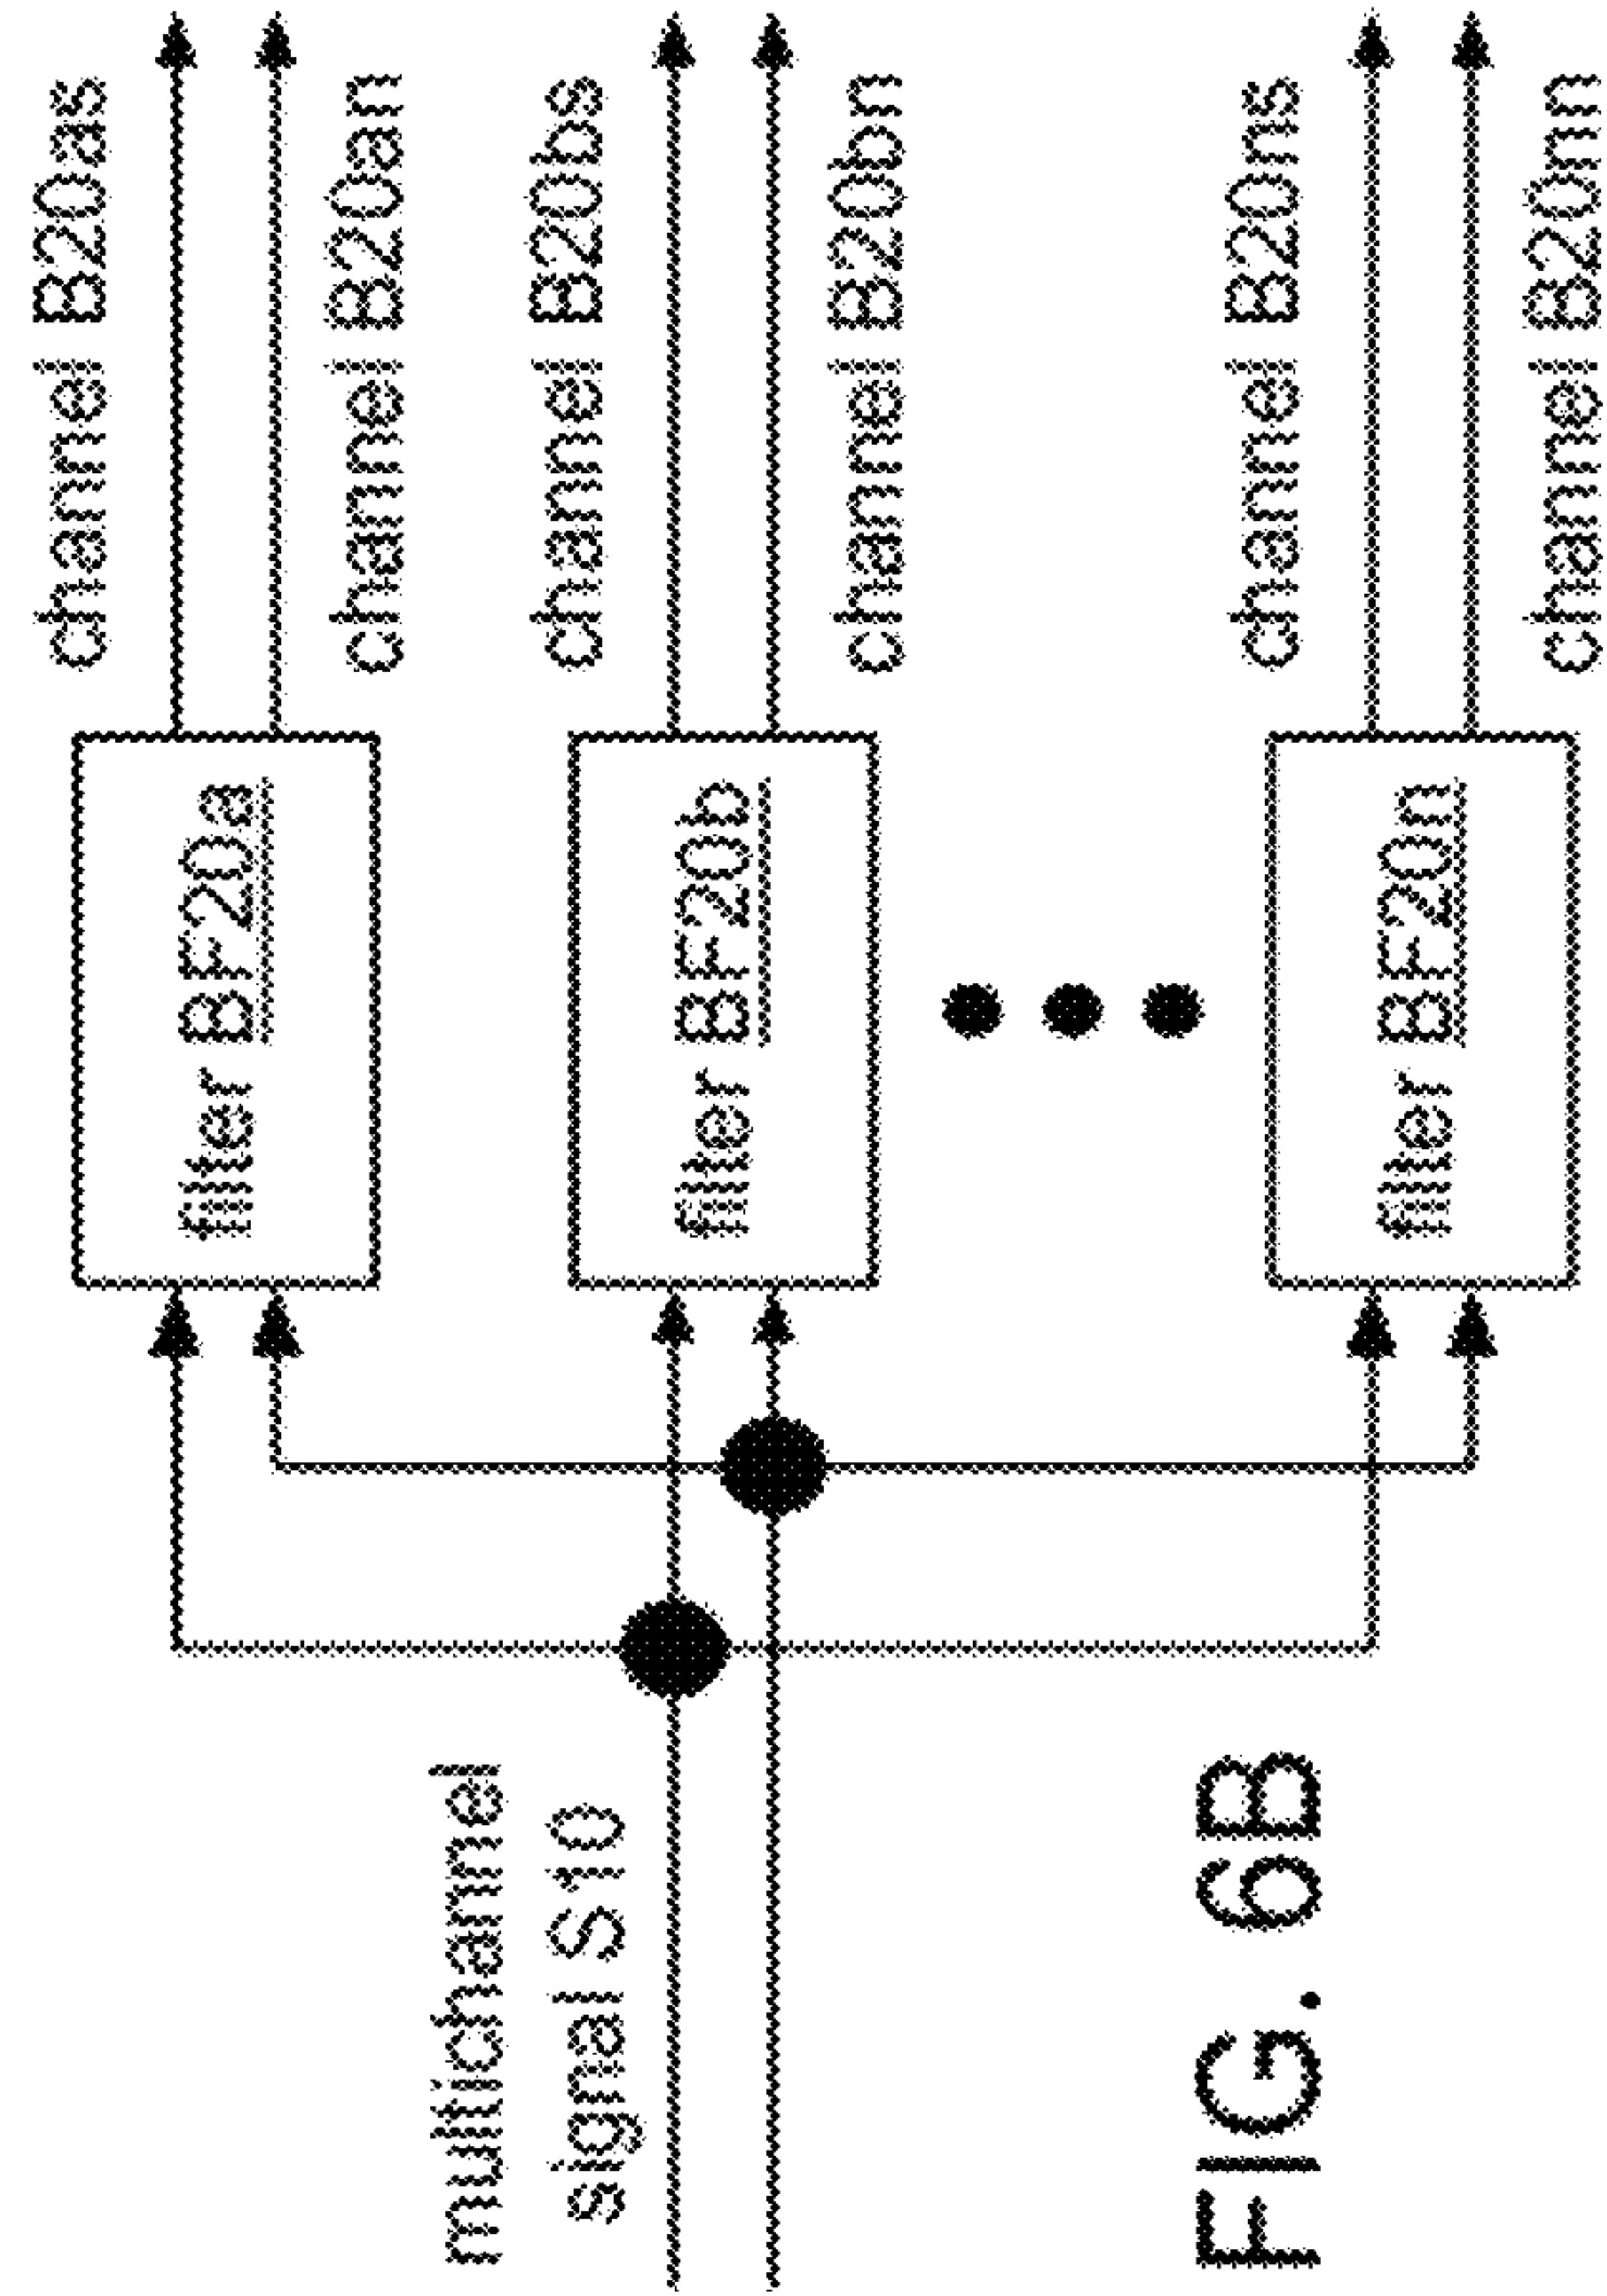 channel B20as
filter BF20a
channel B20an
multichannel
signal S10
channel B20bs
filter BF20b
channel B20bn
channel B20ns
filter BF20n
channel B20nn
FIG. 6B